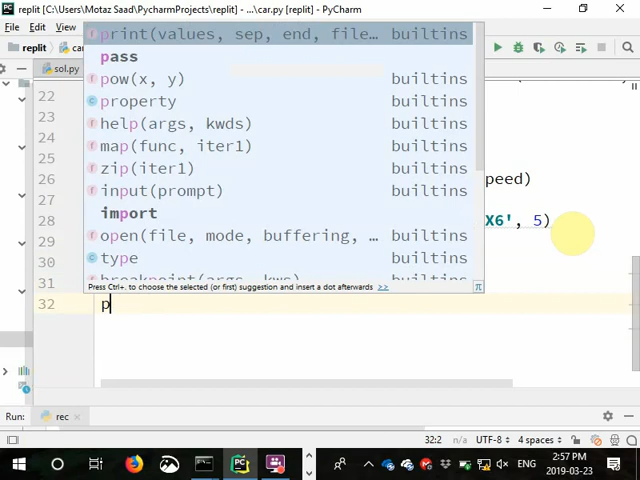 replit [C:\Users\Motaz Saad\PycharmProjects\replit] - ...\car.py [replit] - PyCharm
File Edit View
replit
sol.py
print(values, sep, end, file… builtins
pass
pow(x, y) builtins
property builtins
help(args, kwds) builtins
map(func, iter1) builtins
zip(iter1) builtins
input(prompt) builtins
import
open(file, mode, buffering, … builtins
type builtins
breakpoint(args, kws) builtins
Press Ctrl+. to choose the selected (or first) suggestion and insert a dot afterwards >>
π
22
23
24
25
26 peed)
27
28 X6', 5)
29
30
31
32 p
Run: rec
32:2 n/a UTF-8 4 spaces
2:57 PM
ENG
2019-03-23